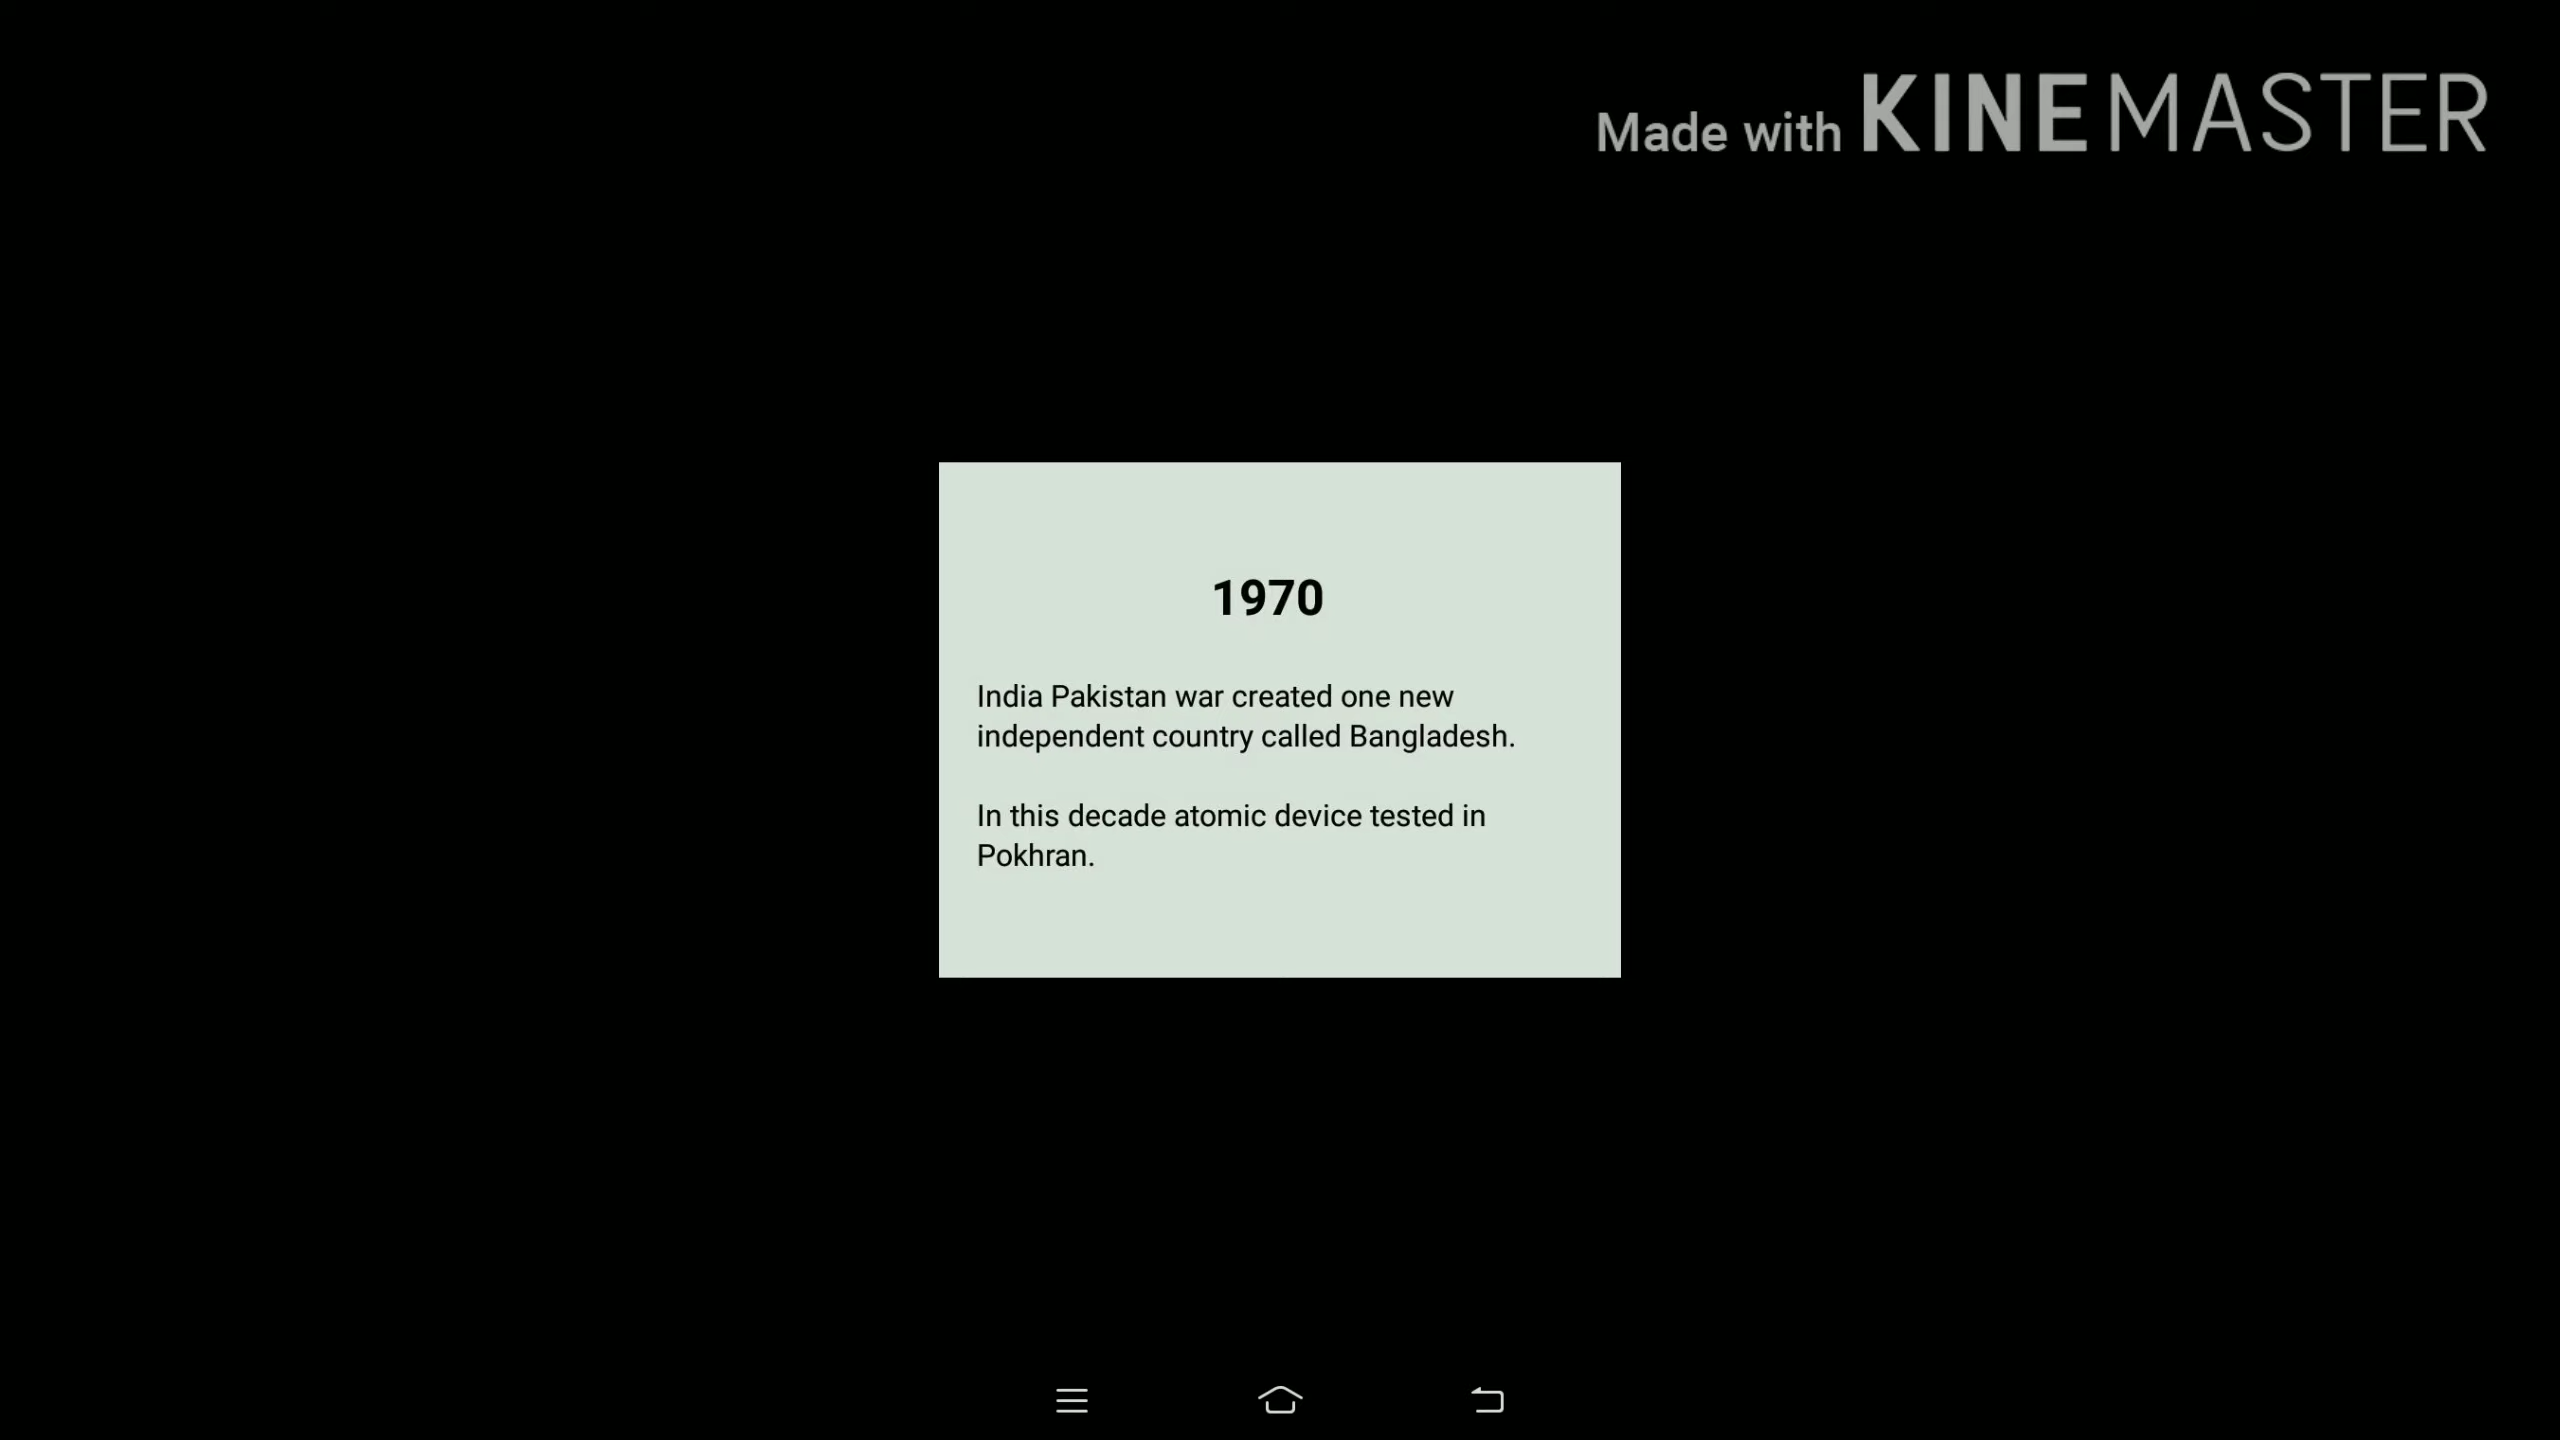 Made with KINEMASTER
1970
India Pakistan war created one new
independent country called Bangladesh.
In this decade atomic device tested in
Pokhran.